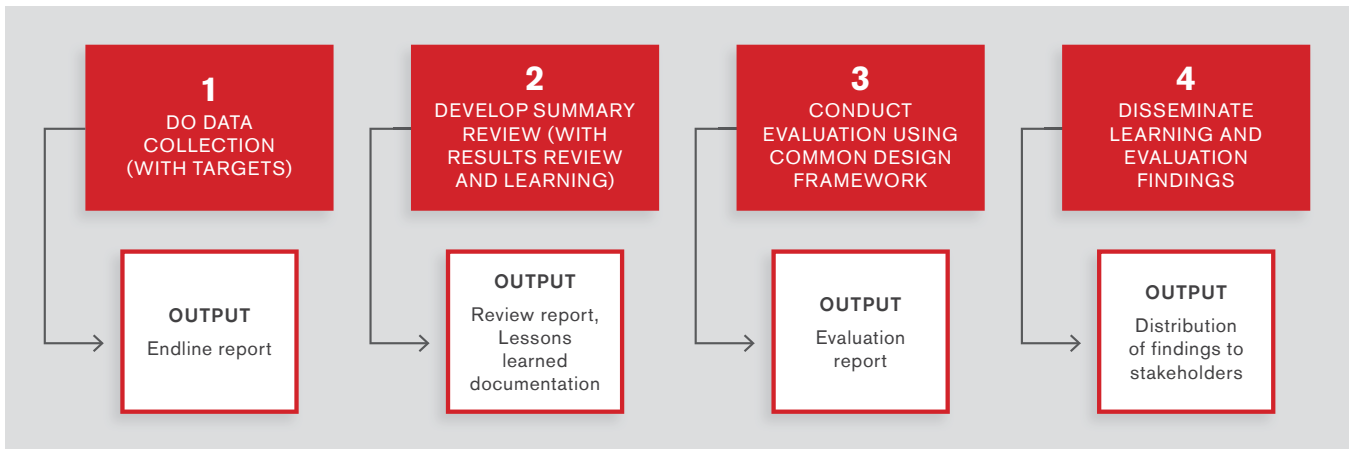 1
DO DATA
COLLECTION
(WITH TARGETS)
OUTPUT
Endline report
2
DEVELOP SUMMARY
REVIEW (WITH
RESULTS REVIEW
AND LEARNING)
OUTPUT
Review report,
Lessons
learned
documentation
3
CONDUCT
EVALUATION USING
COMMON DESIGN
FRAMEWORK
OUTPUT
Evaluation
report
4
DISSEMINATE
LEARNING AND
EVALUATION
FINDINGS
OUTPUT
Distribution
of findings to
stakeholders